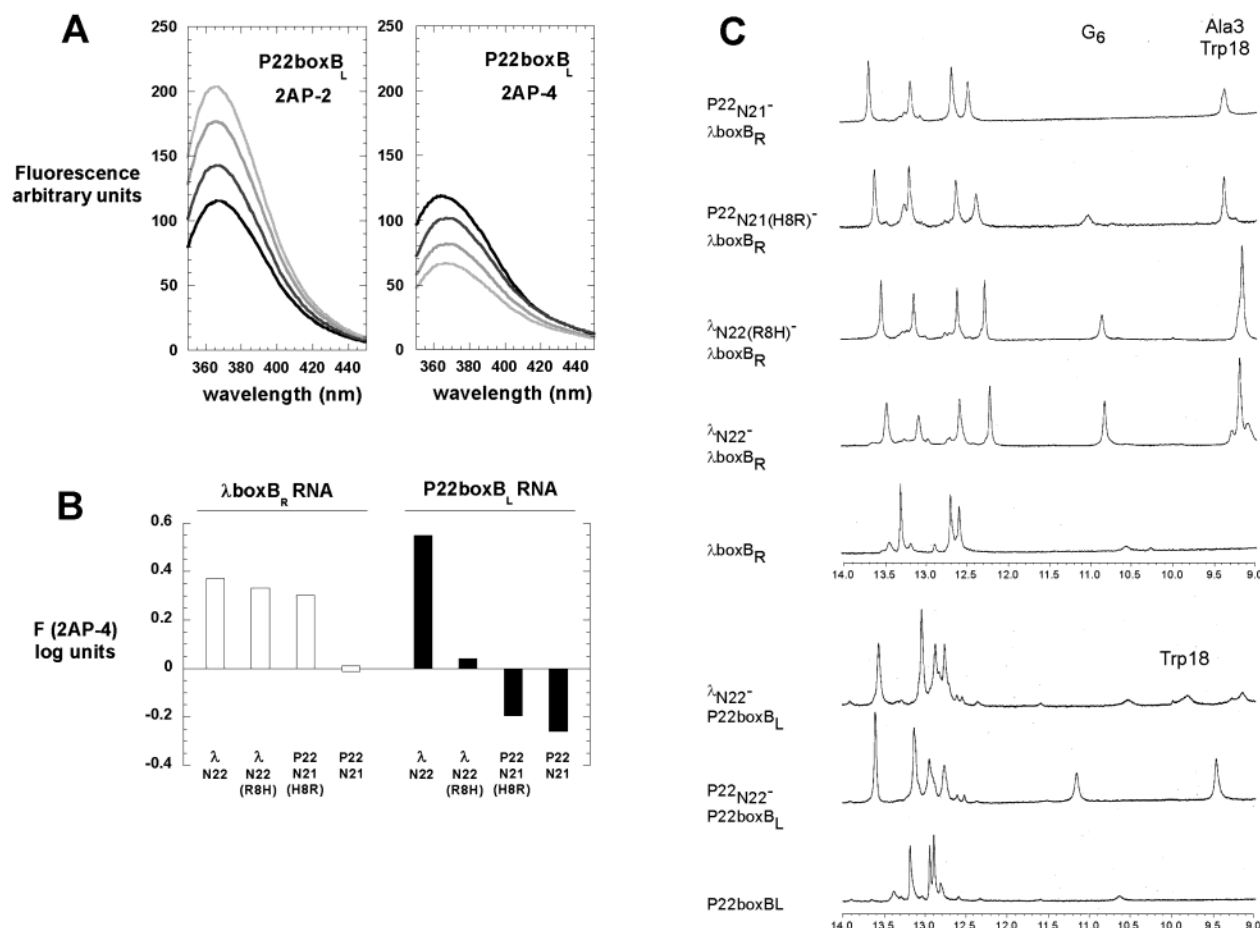 A
P22boxB L
2AP-2
P22boxB L
2AP-4
Fluorescence
arbitrary units
250
200
150
100
50
0
250
200
150
100
50
0
360 380 400 420 440
360 380 400 420 440
wavelength (nm)
wavelength (nm)
B
λboxB R RNA
P22boxB L RNA
F (2AP-4)
log units
0.6
0.4
0.2
0
-0.2
-0.4
λ N22
λ N22 (R8H)
P22 N21 (H8R)
P22 N21
λ N22
λ N22 (R8H)
P22 N21 (H8R)
P22 N21
C
G6
Ala3
Trp18
P22N21-
λboxBR
P22N21(H8R)-
λboxBR
λN22(R8H)-
λboxBR
λN22-
λboxBR
λboxBR
14.0 13.5 13.0 12.5 12.0 11.5 11.0 10.5 10.0 9.5 9.0
Trp18
λN22-
P22boxBL
P22N22-
P22boxBL
P22boxBL
14.0 13.5 13.0 12.5 12.0 11.5 11.0 10.5 10.0 9.5 9.0